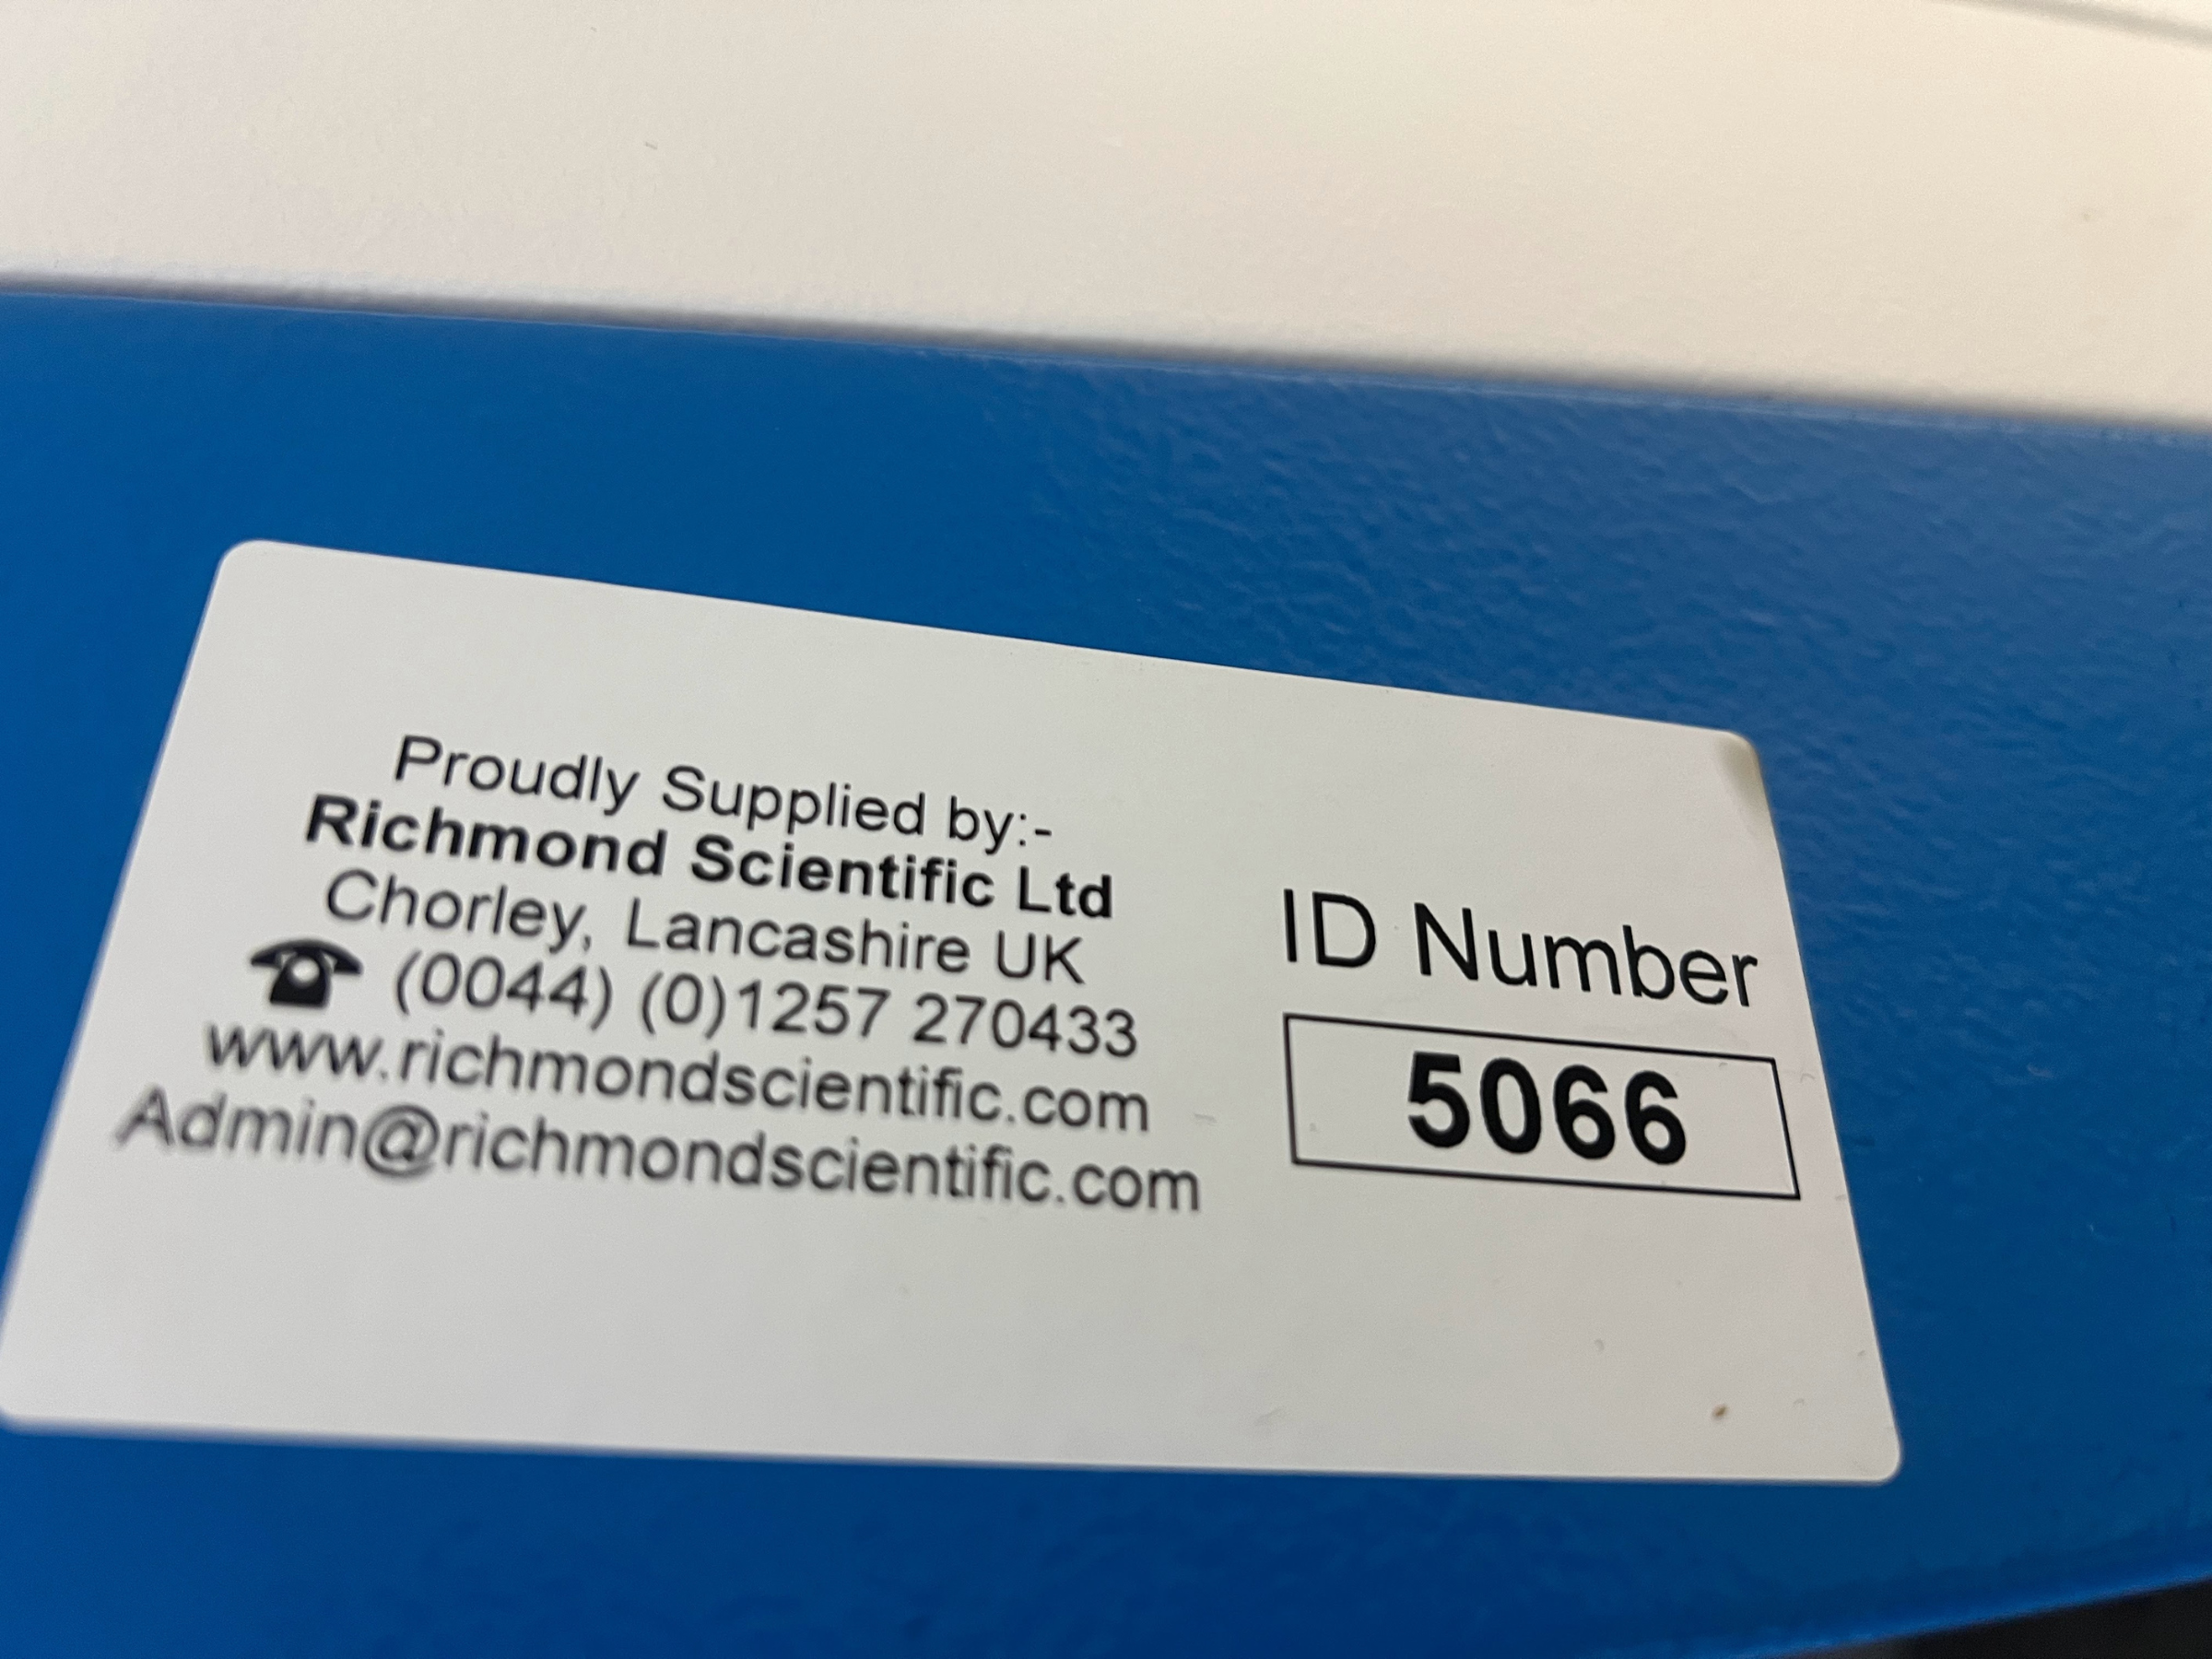 Proudly Supplied by:-
Richmond Scientific Ltd
Chorley, Lancashire UK
☎ (0044) (0)1257 270433
www.richmondscientific.com
Admin@richmondscientific.com
ID Number
5066